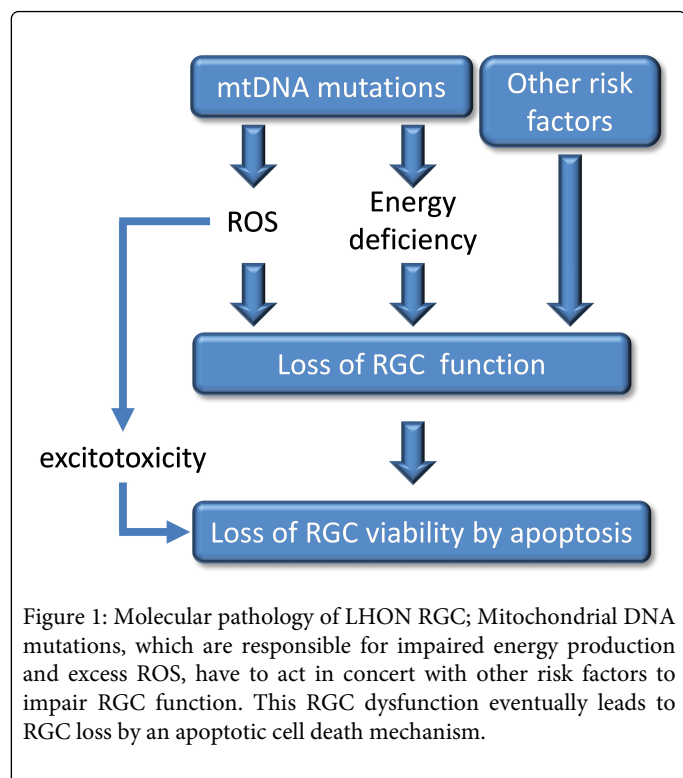 mtDNA mutations
Other risk
factors
ROS
Energy
deficiency
Loss of RGC function
excitotoxicity
Loss of RGC viability by apoptosis
Figure 1: Molecular pathology of LHON RGC; Mitochondrial DNA
mutations, which are responsible for impaired energy production
and excess ROS, have to act in concert with other risk factors to
impair RGC function. This RGC dysfunction eventually leads to
RGC loss by an apoptotic cell death mechanism.